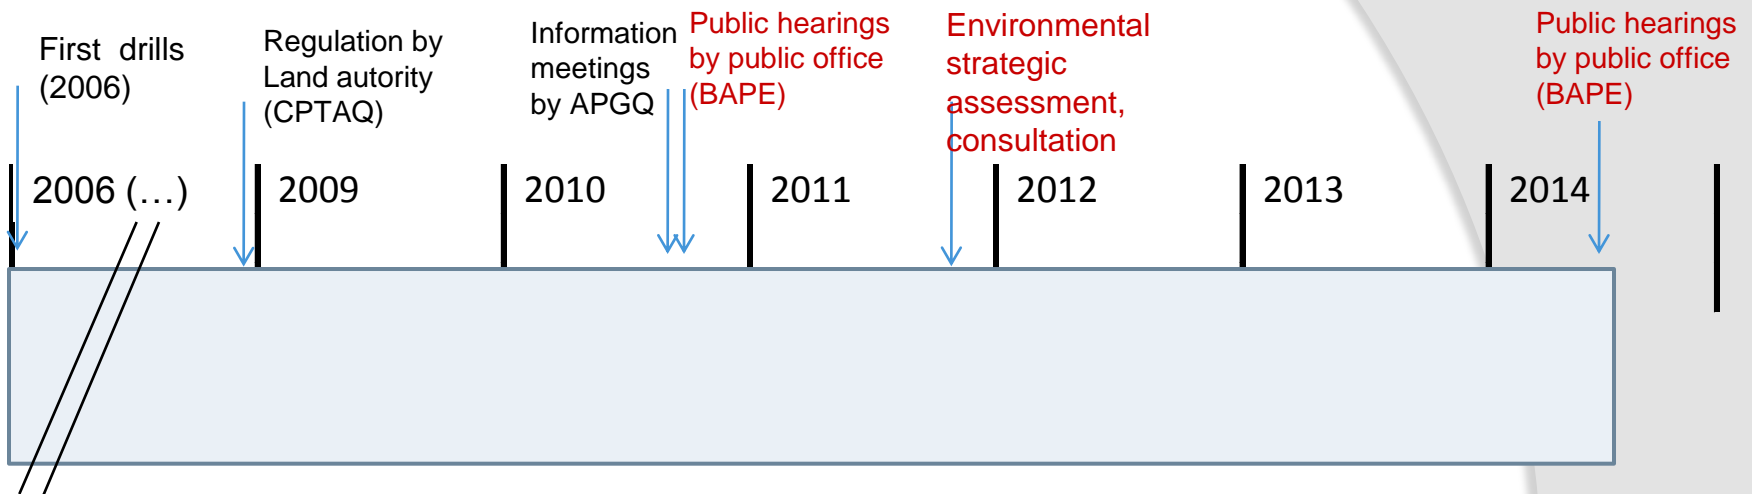 First drills
(2006)
Regulation by
Land autority
(CPTAQ)
Information
meetings
by APGQ
Public hearings
by public office
(BAPE)
Environmental
strategic
assessment,
consultation
Public hearings
by public office
(BAPE)
2006 (…)
2009
2010
2011
2012
2013
2014